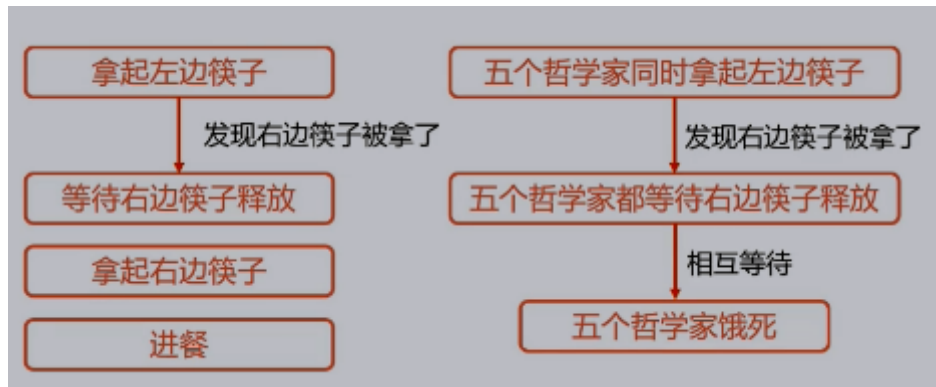 拿起左边筷子
发现右边筷子被拿了
等待右边筷子释放
拿起右边筷子
进餐
五个哲学家同时拿起左边筷子
发现右边筷子被拿了
五个哲学家都等待右边筷子释放
相互等待
五个哲学家饿死